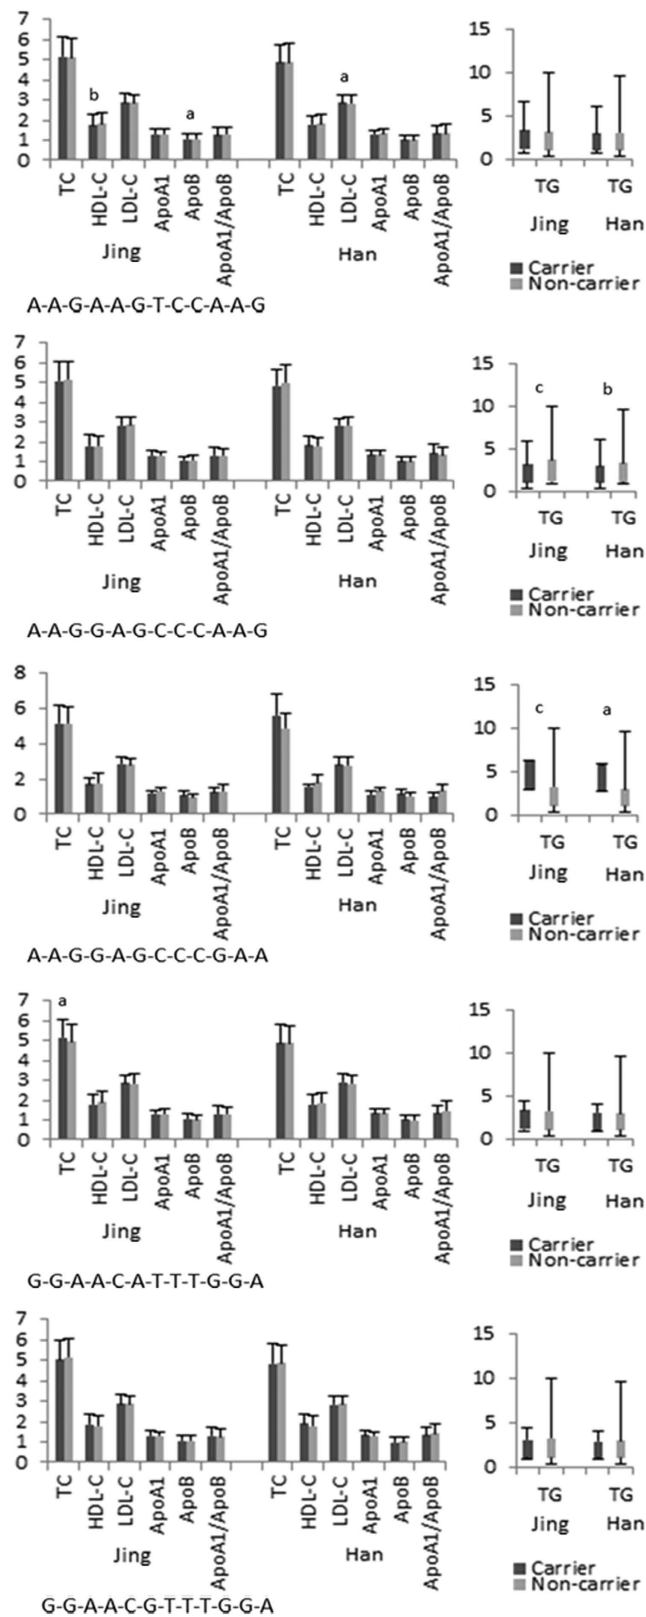 7
6
5
4
3
2
1
0
b
a
a
TC
HDL-C
LDL-C
ApoA1
ApoB
ApoA1/ApoB
Jing
TC
HDL-C
LDL-C
ApoA1
ApoB
ApoA1/ApoB
Han
15
10
5
0
TG
TG
Jing
Han
Carrier
Non-carrier
A-A-G-A-A-G-T-C-C-A-A-G
7
6
5
4
3
2
1
0
TC
HDL-C
LDL-C
ApoA1
ApoB
ApoA1/ApoB
Jing
TC
HDL-C
LDL-C
ApoA1
ApoB
ApoA1/ApoB
Han
15
10
5
0
c
b
TG
TG
Jing
Han
Carrier
Non-carrier
A-A-G-G-A-G-C-C-C-A-A-G
8
6
4
2
0
TC
HDL-C
LDL-C
ApoA1
ApoB
ApoA1/ApoB
Jing
TC
HDL-C
LDL-C
ApoA1
ApoB
ApoA1/ApoB
Han
15
10
5
0
c
a
TG
TG
Jing
Han
Carrier
Non-carrier
A-A-G-G-A-G-C-C-C-G-A-A
7
6
5
4
3
2
1
0
a
TC
HDL-C
LDL-C
ApoA1
ApoB
ApoA1/ApoB
Jing
TC
HDL-C
LDL-C
ApoA1
ApoB
ApoA1/ApoB
Han
15
10
5
0
TG
TG
Jing
Han
Carrier
Non-carrier
G-G-A-A-C-A-T-T-T-G-G-A
7
6
5
4
3
2
1
0
TC
HDL-C
LDL-C
ApoA1
ApoB
ApoA1/ApoB
Jing
TC
HDL-C
LDL-C
ApoA1
ApoB
ApoA1/ApoB
Han
15
10
5
0
TG
TG
Jing
Han
Carrier
Non-carrier
G-G-A-A-C-G-T-T-T-G-G-A